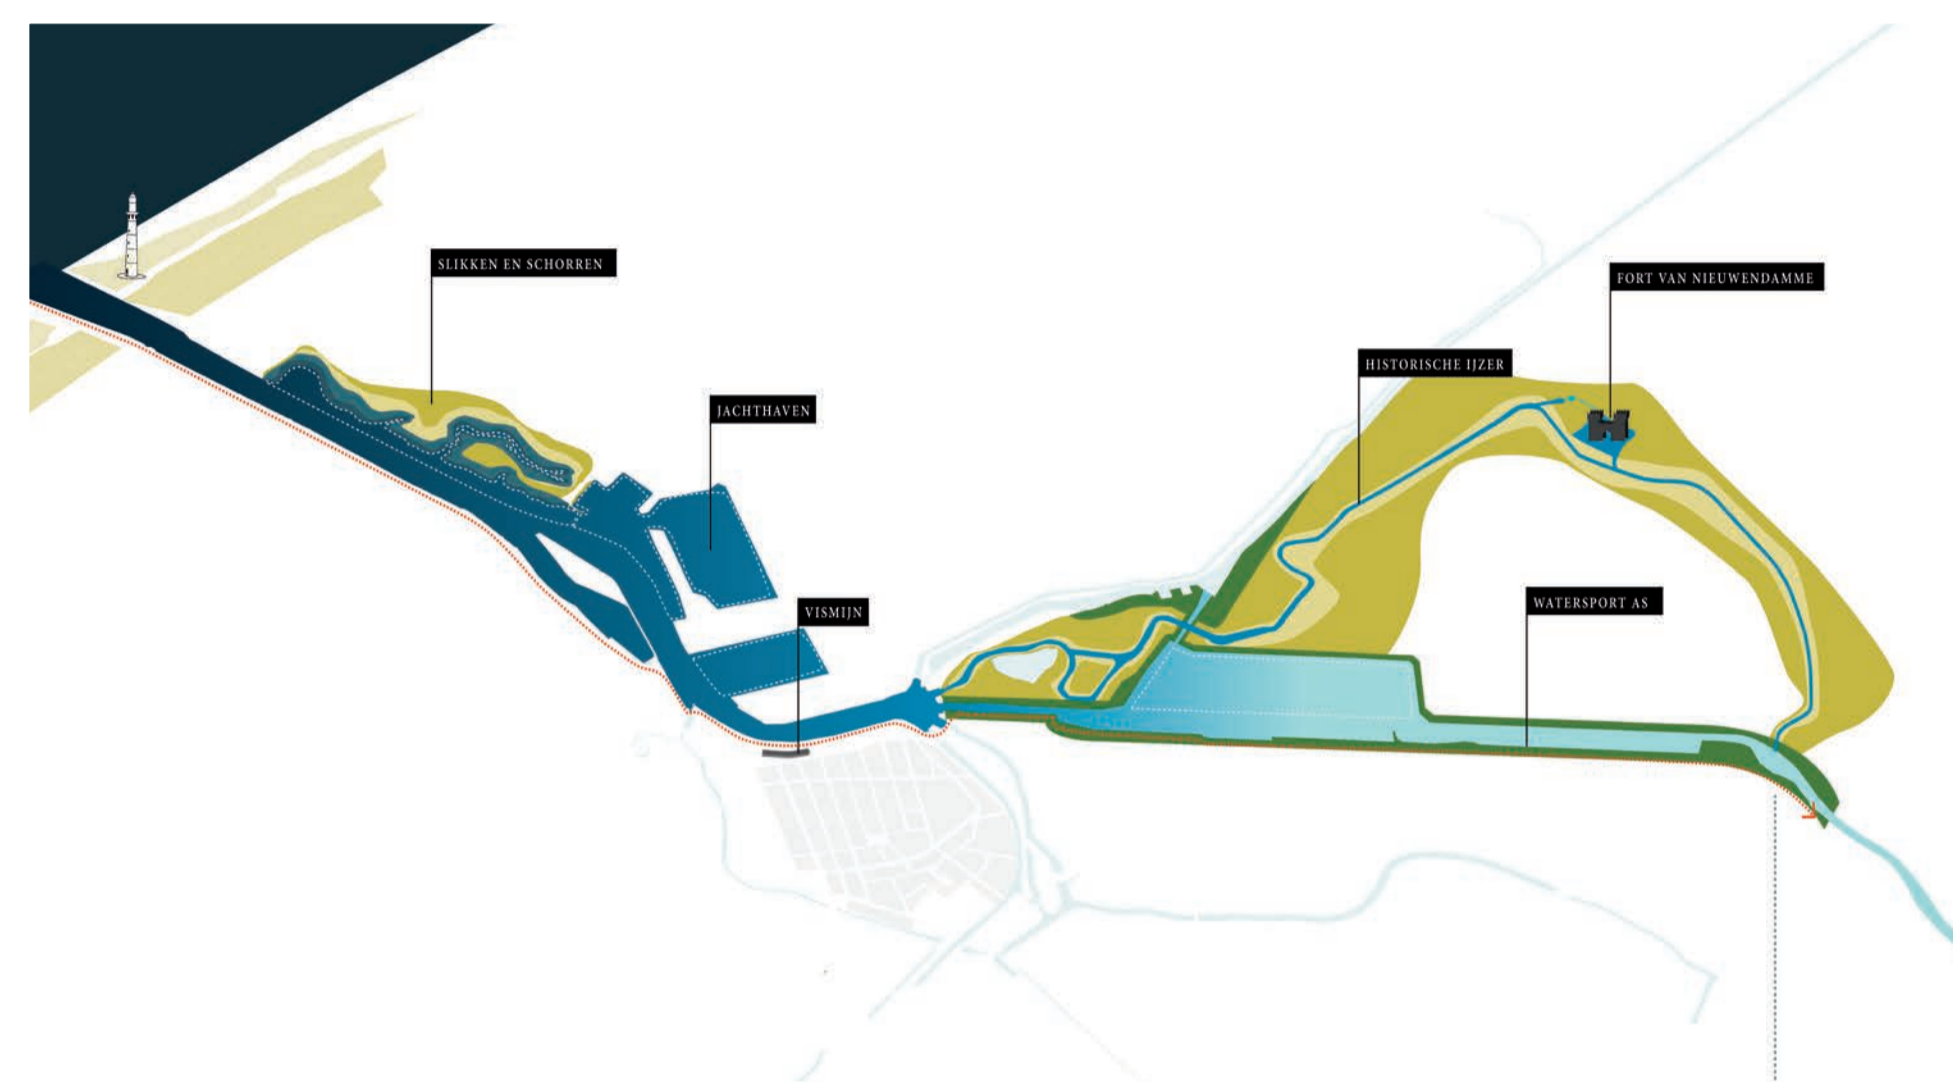 SLIKKEN EN SCHORREN
FORT VAN NIEUWENDAMME
HISTORISCHE IJZER
JACHTHAVEN
WATERSPORT AS
VISMIJN